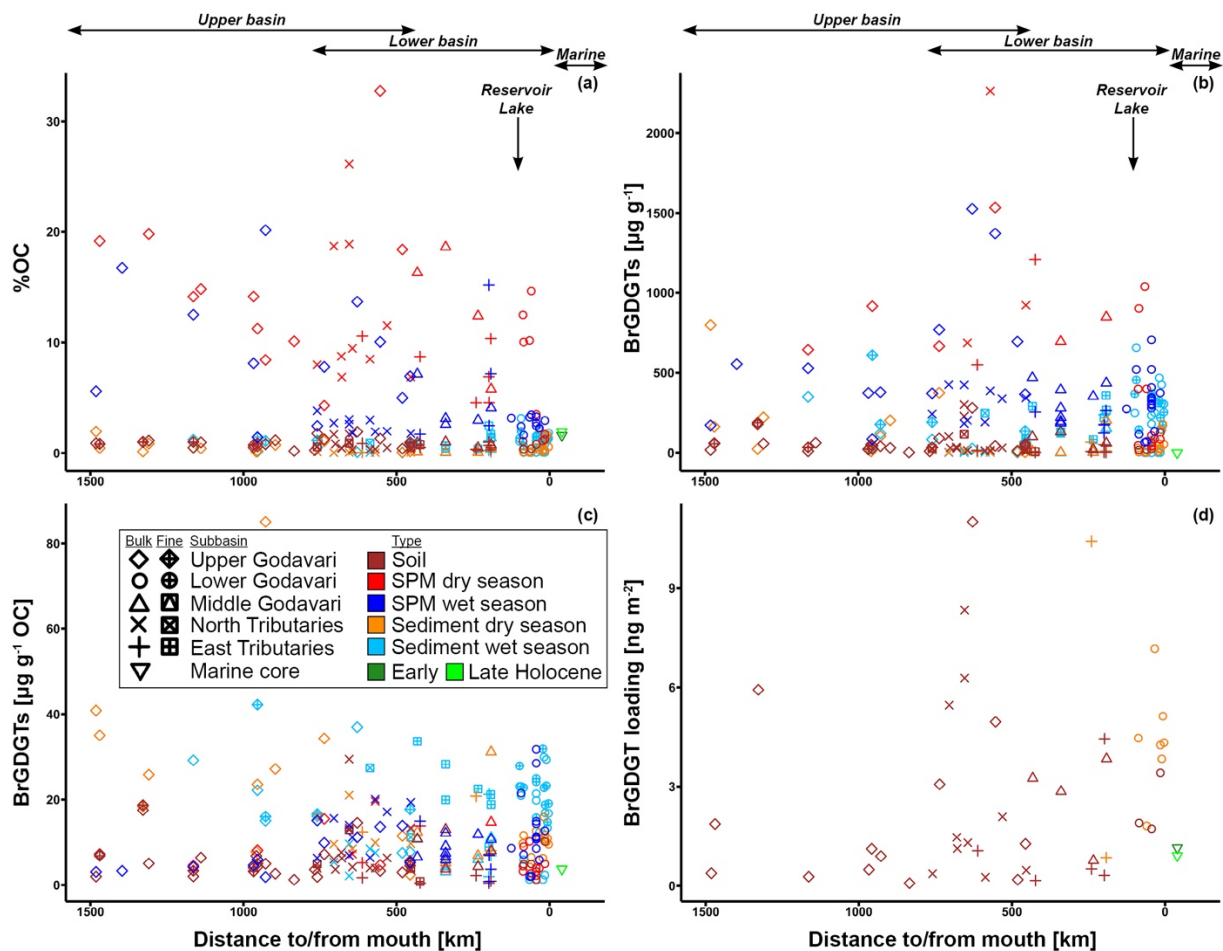 Upper basin
Lower basin
Marine
Upper basin
Lower basin
Marine
(a)
Reservoir
Lake
%OC
30
20
10
0
1500
1000
500
0
(b)
Reservoir
Lake
BrGDGTs [µg g⁻¹]
2000
1500
1000
500
0
1500
1000
500
0
(c)
BrGDGTs [µg g⁻¹ OC]
80
60
40
20
0
Bulk Fine Subbasin Type
Upper Godavari Soil
Lower Godavari SPM dry season
Middle Godavari SPM wet season
North Tributaries Sediment dry season
East Tributaries Sediment wet season
Marine core Early Late Holocene
1500
1000
500
0
Distance to/from mouth [km]
(d)
BrGDGT loading [ng m⁻²]
9
6
3
0
1500
1000
500
0
Distance to/from mouth [km]